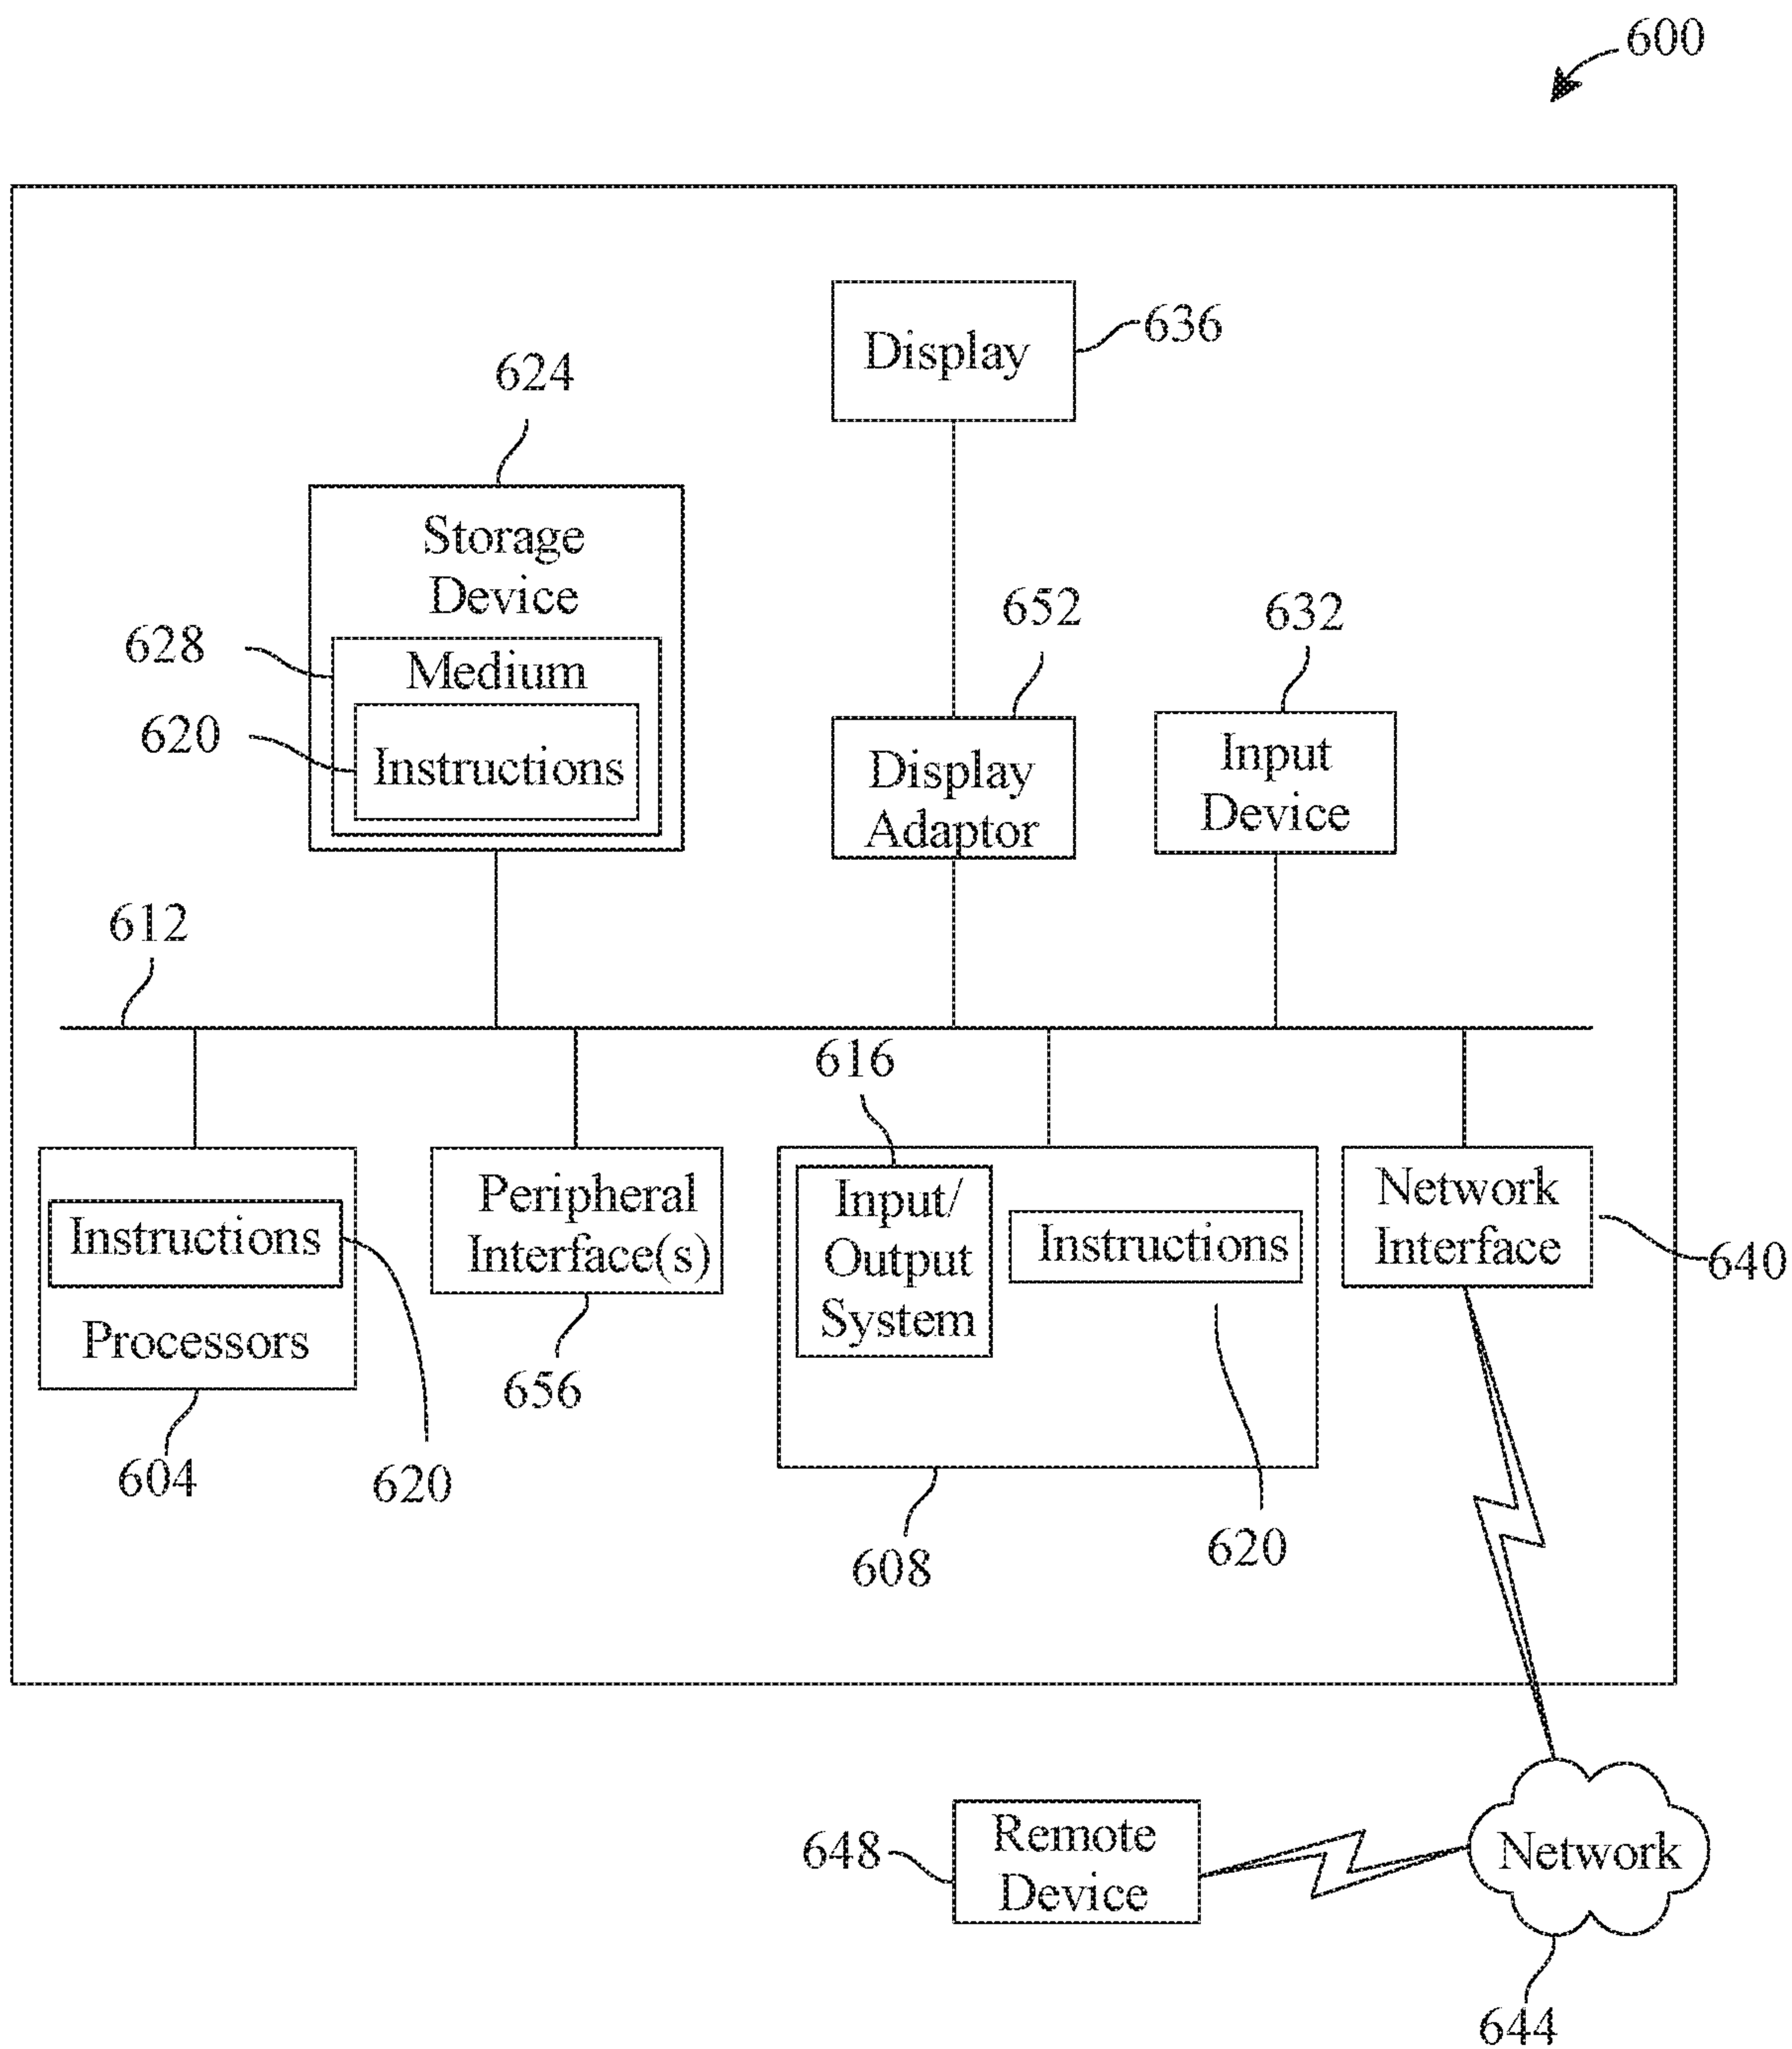 600
Display
636
624
Storage
Device
628
Medium
620
Instructions
652
Display
Adaptor
632
Input
Device
612
616
Instructions
Processors
604
620
Peripheral
Interface(s)
656
Input/
Output
System
Instructions
608
620
Network
Interface
640
648
Remote
Device
Network
644